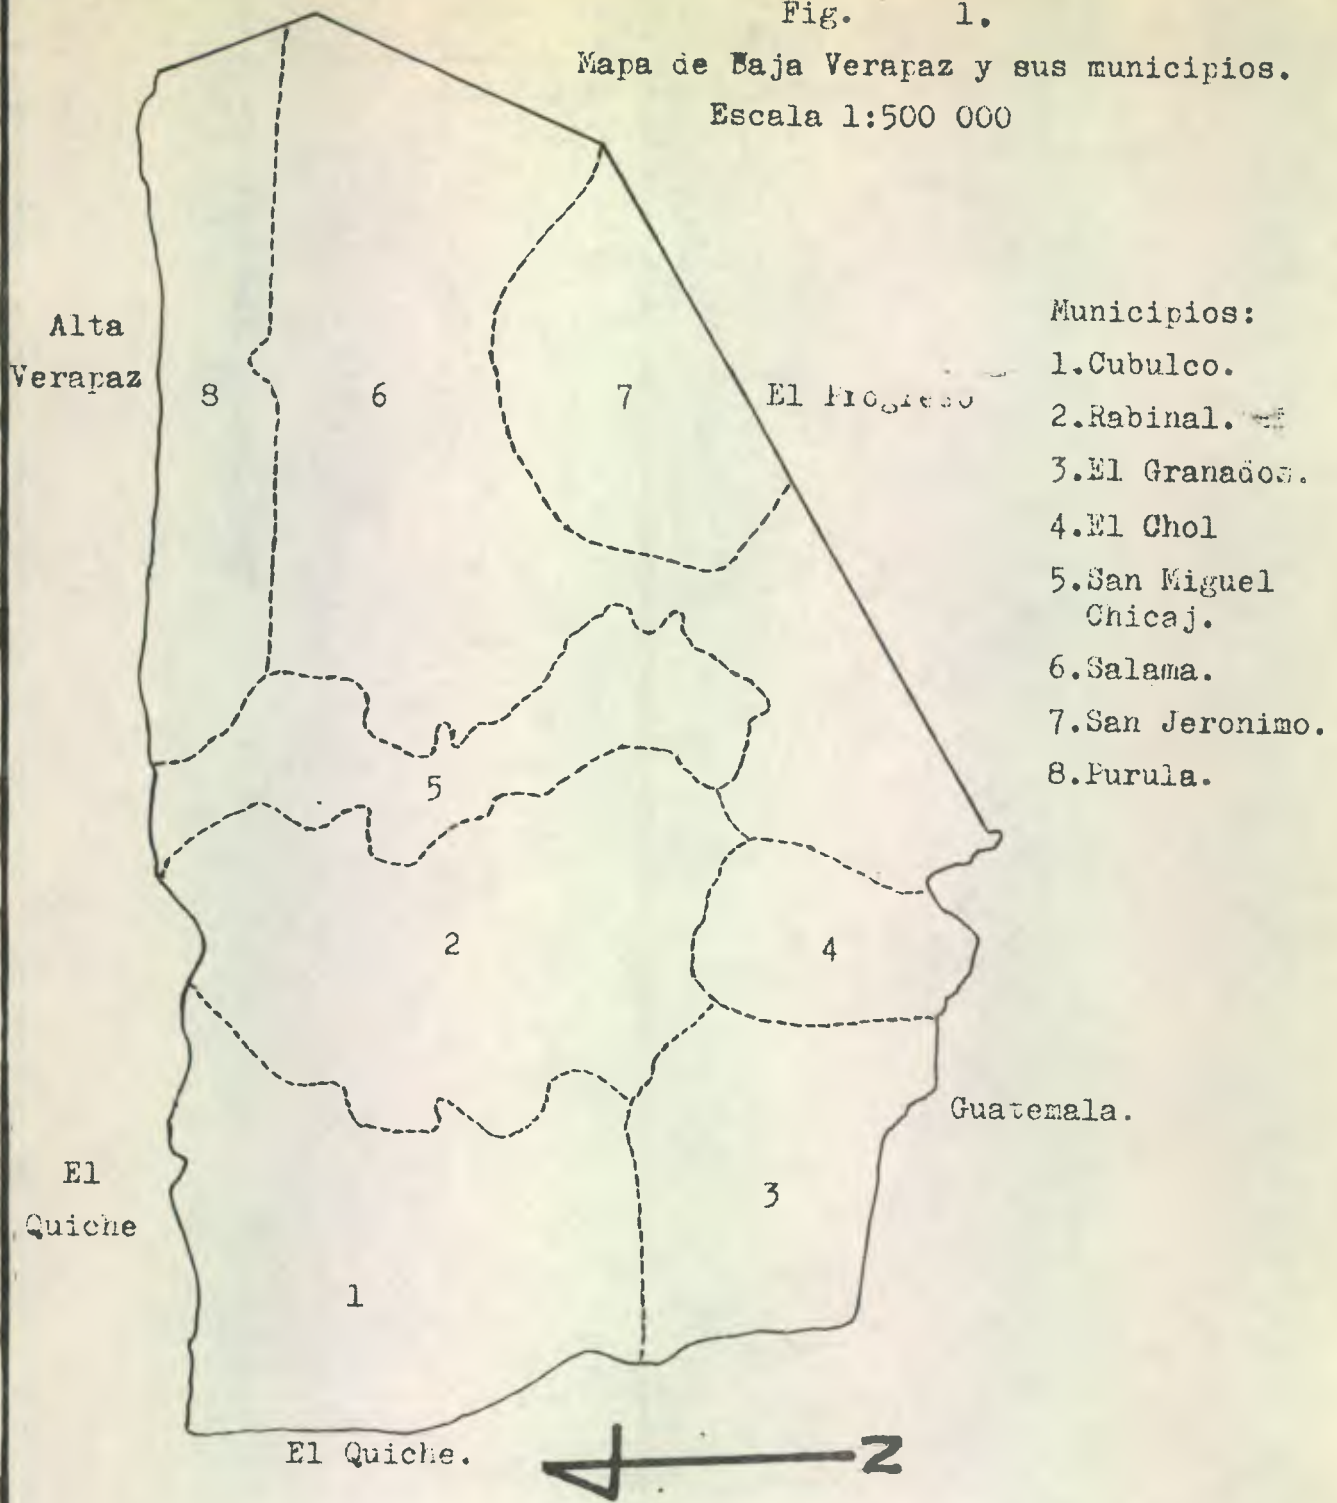 Fig. 1.
Mapa de Baja Verapaz y sus municipios.
Escala 1:500 000
Alta
Verapaz
8
6
7
El Progreso
Municipios:
1.Cubulco.
2.Rabinal.
3.El Granados.
4.El Chol
5.San Miguel
Chicaj.
6.Salama.
7.San Jeronimo.
8.Purula.
5
2
4
Guatemala.
El
Quiche
3
1
El Quiche.
N